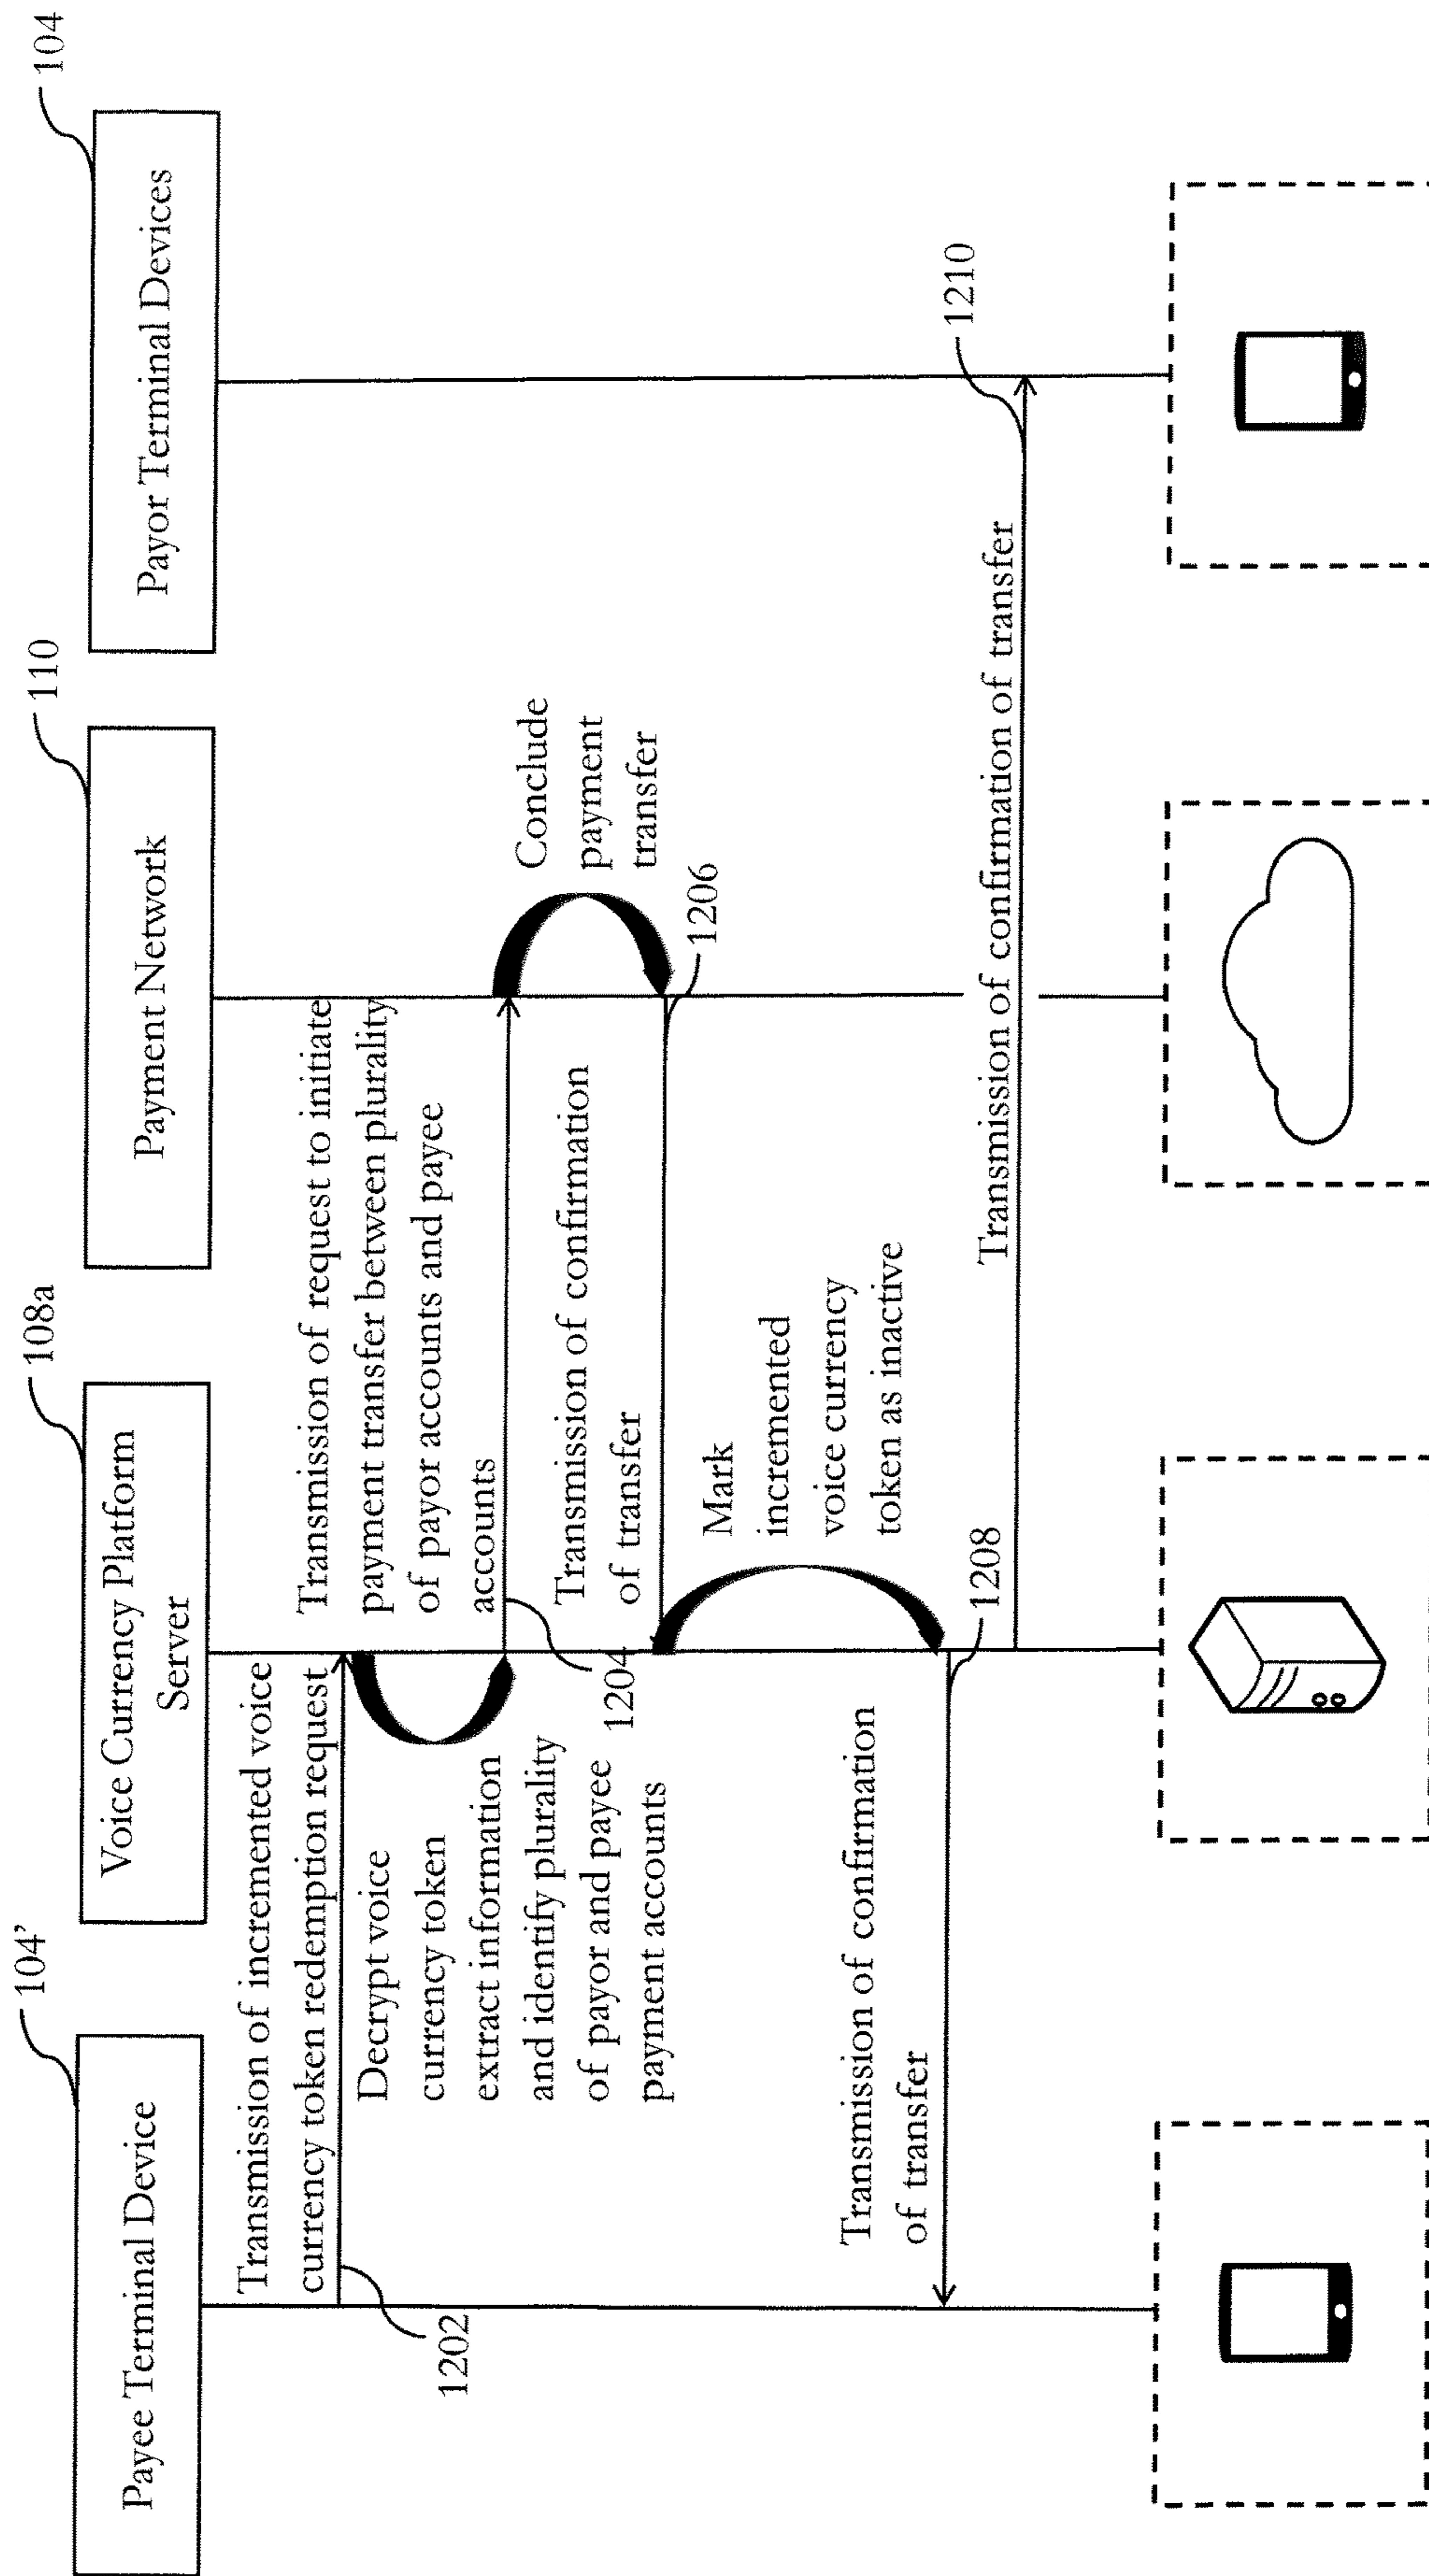 104’
Payee Terminal Device
108a
Voice Currency Platform
Server
110
Payment Network
104
Payor Terminal Devices
Transmission of incremented voice
currency token redemption request
1202
Decrypt voice
currency token
extract information
and identify plurality
of payor and payee
payment accounts
Transmission of request to initiate
payment transfer between plurality
of payor accounts and payee
accounts
1204
Conclude
payment
transfer
Transmission of confirmation
of transfer
1206
Mark
incremented
voice currency
token as inactive
Transmission of confirmation
of transfer
1208
Transmission of confirmation of transfer
1210